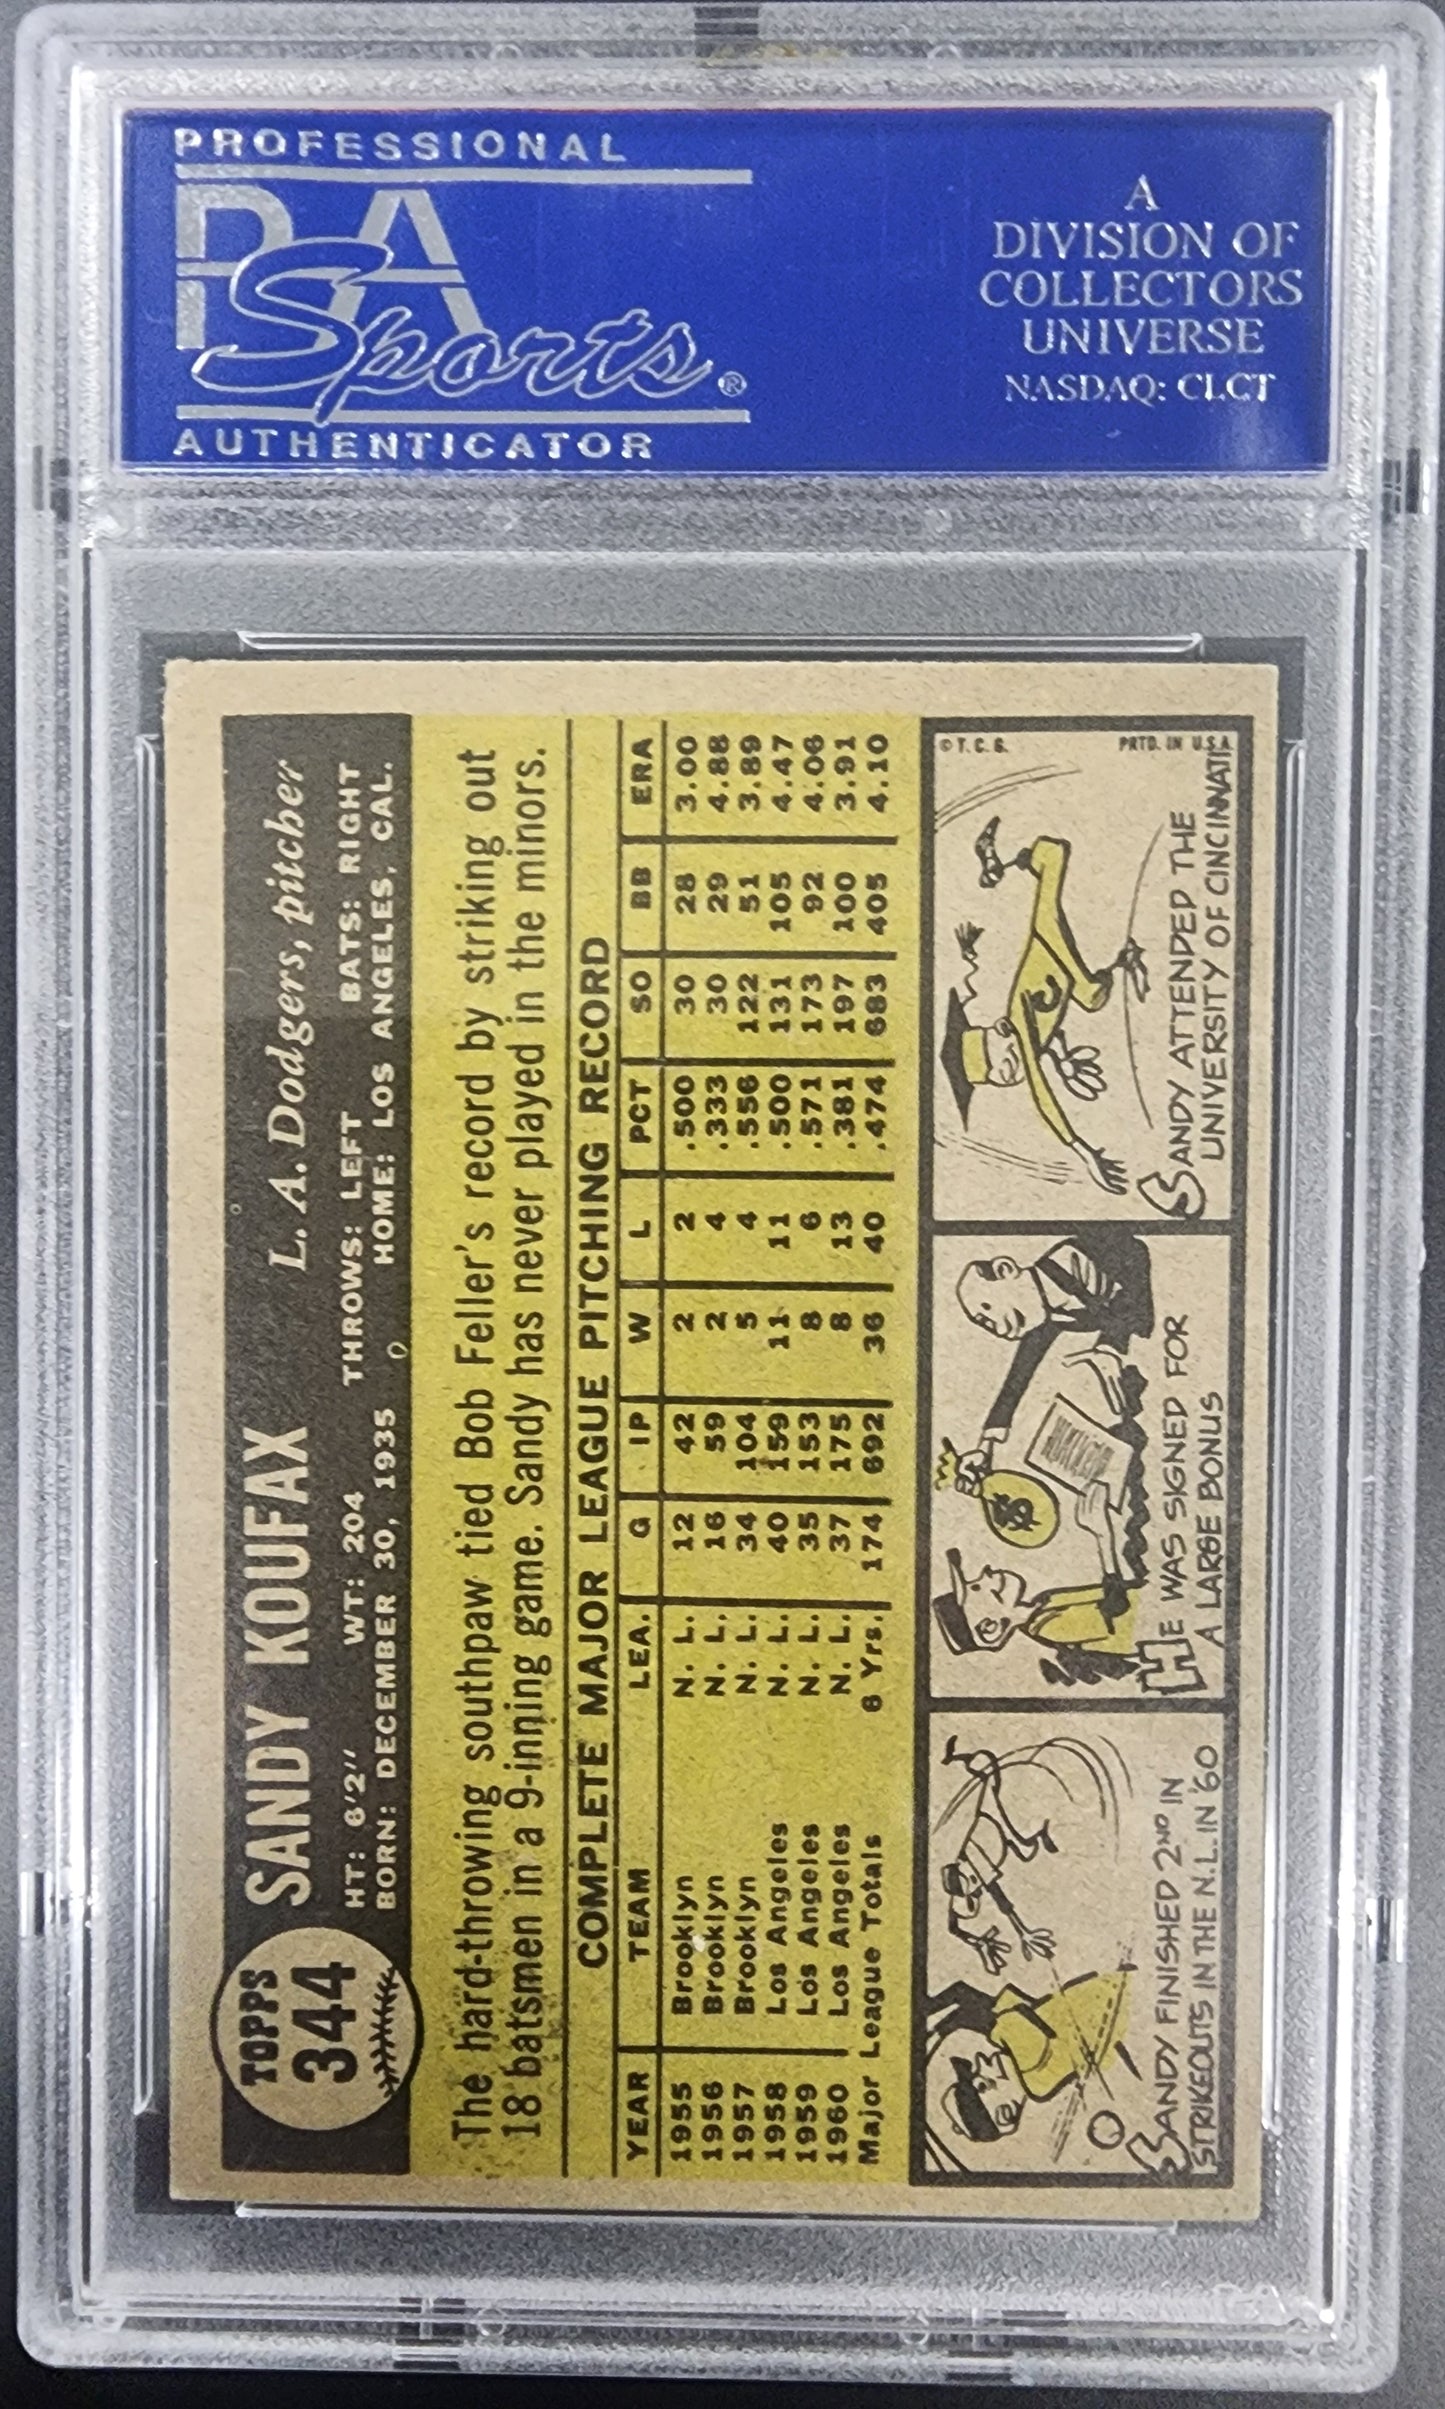 PROFESSIONAL
PSA
Sports®
AUTHENTICATOR
A
DIVISION OF
COLLECTORS
UNIVERSE
NASDAQ: CLCT
TOPPS
344
SANDY KOUFAX L. A. Dodgers, pitcher
HT: 6'2" WT: 204 THROWS: LEFT BATS: RIGHT
BORN: DECEMBER 30, 1935 HOME: LOS ANGELES, CAL.
The hard-throwing southpaw tied Bob Feller's record by striking out
18 batsmen in a 9-inning game. Sandy has never played in the minors.
COMPLETE MAJOR LEAGUE PITCHING RECORD
YEAR TEAM LEA. G IP W L PCT SO BB ERA
1955 Brooklyn N. L. 12 42 2 2 .500 30 28 3.00
1956 Brooklyn N. L. 16 59 2 4 .333 30 29 4.88
1957 Brooklyn N. L. 34 104 5 4 .556 122 51 3.89
1958 Los Angeles N. L. 40 159 11 11 .500 131 105 4.47
1959 Los Angeles N. L. 35 153 8 6 .571 173 92 4.06
1960 Los Angeles N. L. 37 175 8 13 .381 197 100 3.91
Major League Totals 6 Yrs. 174 692 36 40 .474 683 405 4.10
SANDY FINISHED 2ND IN
STRIKEOUTS IN THE N.L. IN '60
$
HE WAS SIGNED FOR
A LARGE BONUS
C
SANDY ATTENDED THE
UNIVERSITY OF CINCINNATI
© T. C. G.
PRTD. IN U.S.A.